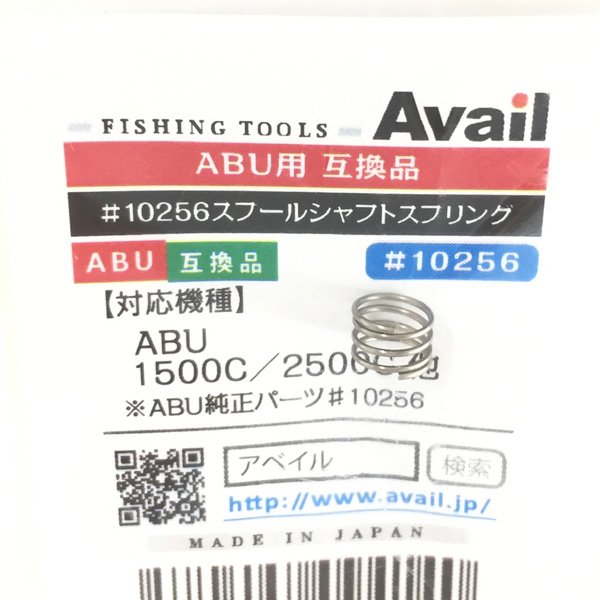 FISHING TOOLS Avail
ABU用 互換品
#10256スプールシャフトスプリング
ABU 互換品 #10256
【対応機種】
ABU
1500C／2500C 他
※ABU純正パーツ#10256
アベイル 検索
http://www.avail.jp/
MADE IN JAPAN